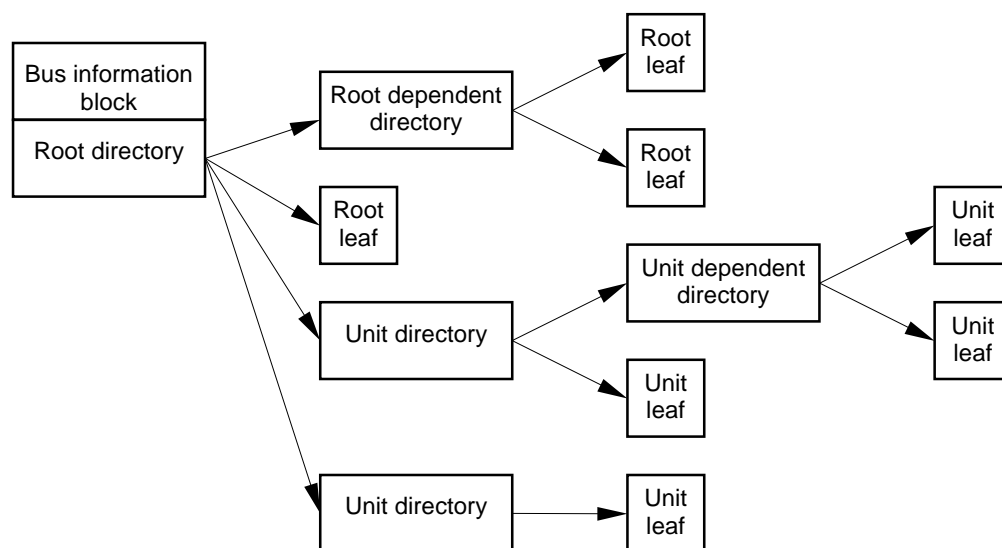 Bus information
block
Root directory
Root dependent
directory
Root
leaf
Root
leaf
Root
leaf
Unit directory
Unit dependent
directory
Unit
leaf
Unit
leaf
Unit
leaf
Unit directory
Unit
leaf